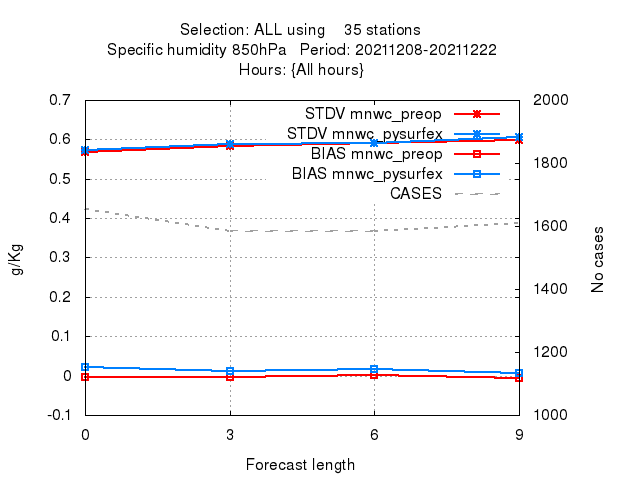 Selection: ALL using    35 stations
Specific humidity 850hPa   Period: 20211208-20211222
Hours: {All hours}
STDV mnwc_preop
STDV mnwc_pysurfex
BIAS mnwc_preop
BIAS mnwc_pysurfex
CASES
0.7
0.6
0.5
0.4
0.3
0.2
0.1
0
-0.1
g/Kg
2000
1800
1600
1400
1200
1000
No cases
0 3 6 9
Forecast length